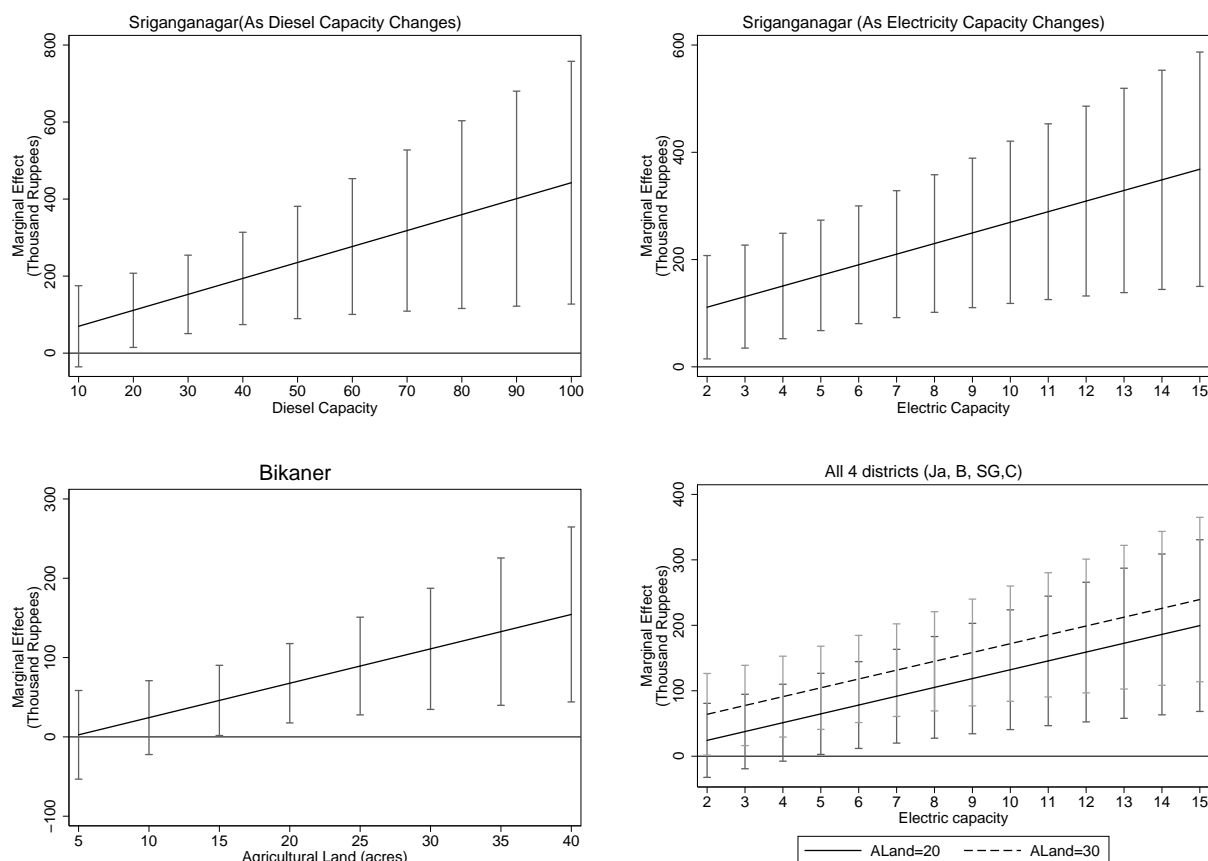 Sriganganagar(As Diesel Capacity Changes)
Marginal Effect
(Thousand Ruppees)
800
600
400
200
0
10 20 30 40 50 60 70 80 90 100
Diesel Capacity
Sriganganagar (As Electricity Capacity Changes)
Marginal Effect
(Thousand Ruppees)
600
400
200
0
2 3 4 5 6 7 8 9 10 11 12 13 14 15
Electric Capacity
Bikaner
Marginal Effect
(Thousand Ruppees)
300
200
100
0
−100
5 10 15 20 25 30 35 40
Agricultural Land (acres)
All 4 districts (Ja, B, SG,C)
Marginal Effect
(Thousand Ruppees)
400
300
200
100
0
2 3 4 5 6 7 8 9 10 11 12 13 14 15
Electric capacity
ALand=20 ALand=30